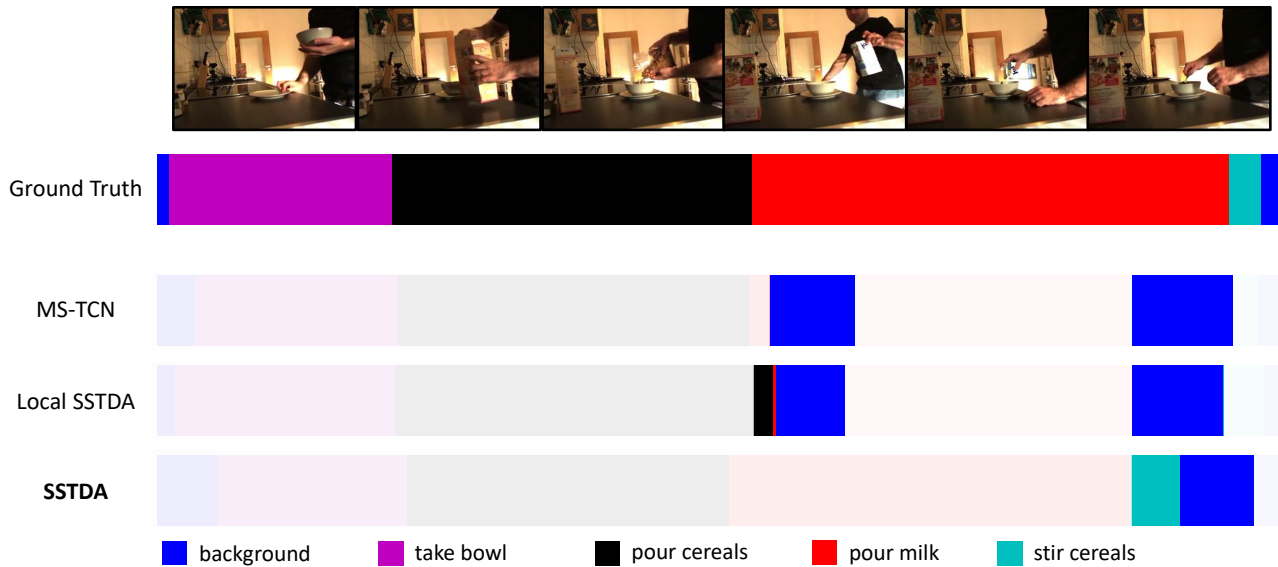 Ground Truth
MS-TCN
Local SSTDA
SSTDA
background take bowl pour cereals pour milk stir cereals